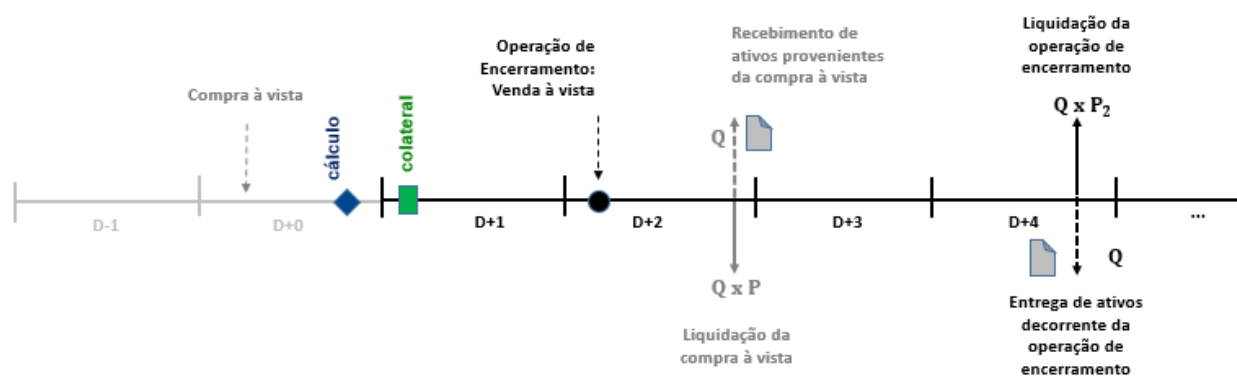 Compra à vista
cálculo
colateral
Operação de
Encerramento:
Venda à vista
Recebimento de
ativos provenientes
da compra à vista
Q
Liquidação da
operação de
encerramento
Q x P₂
D-1
D+0
D+1
D+2
D+3
D+4
...
Q x P
Liquidação da
compra à vista
Q
Entrega de ativos
decorrente da
operação de
encerramento